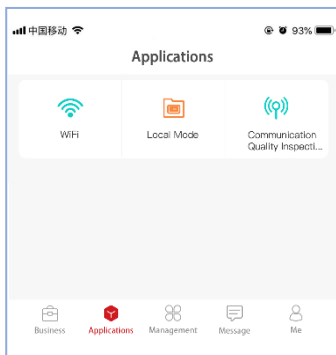 中国移动 93%
Applications
WiFi Local Mode Communication
Quality Inspecti...
Business Applications Management Message Me